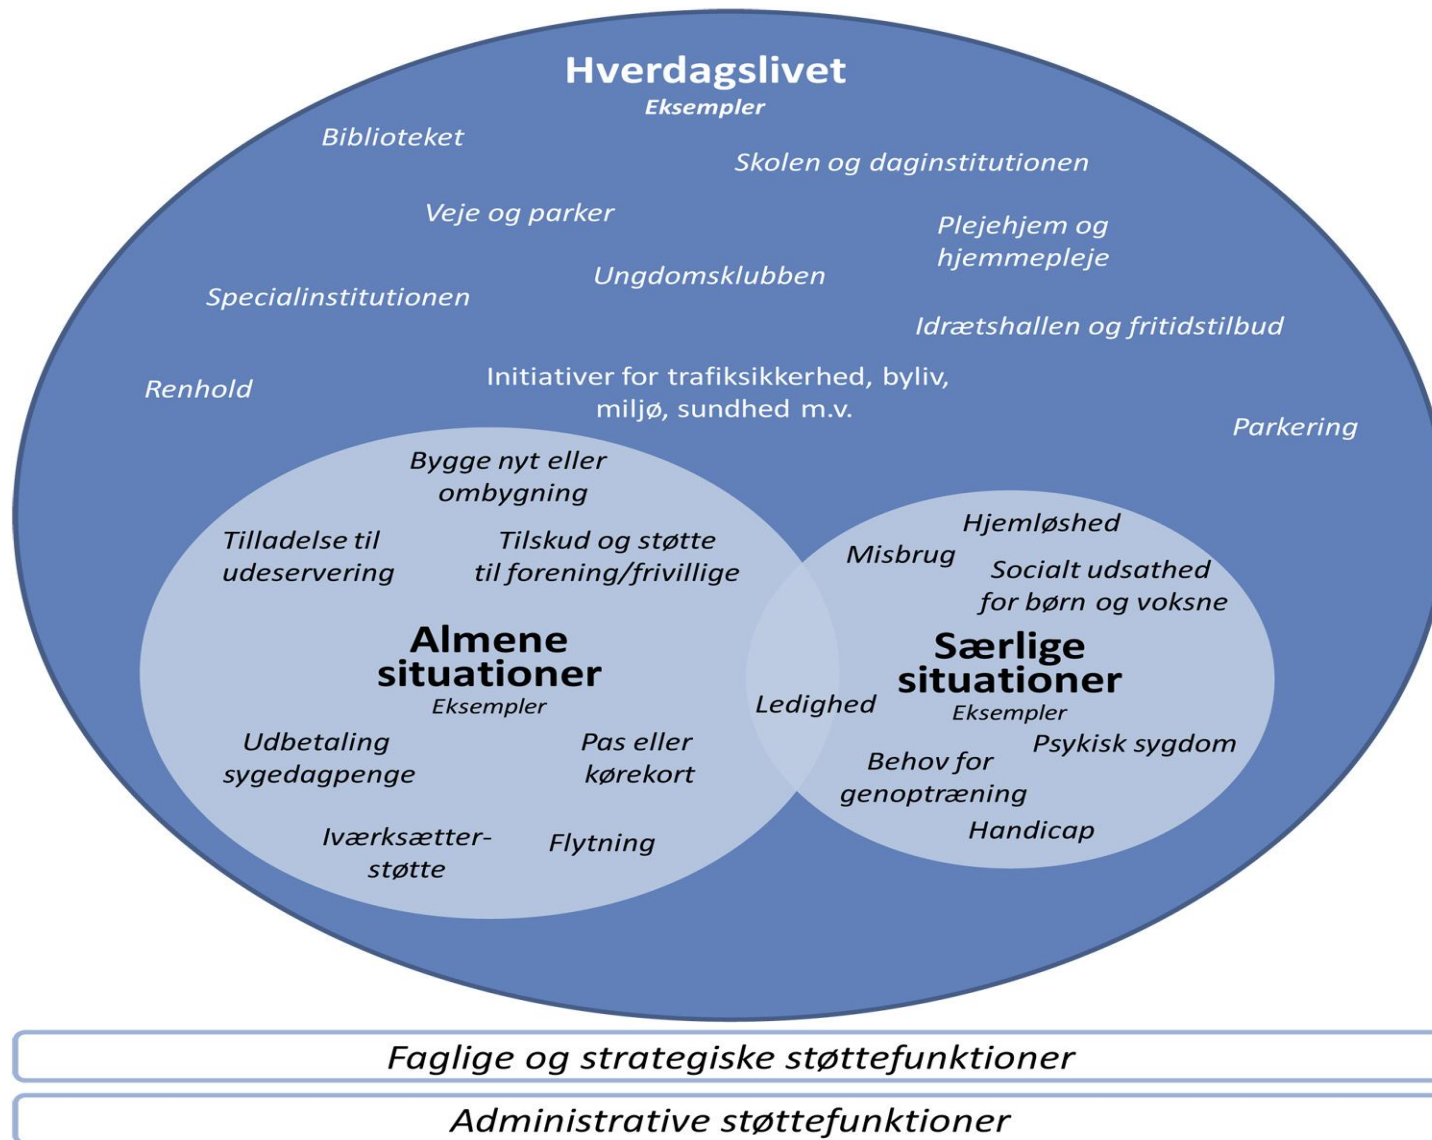 Hverdagslivet
Eksempler
Biblioteket
Skolen og daginstitutionen
Veje og parker
Plejehjem og
hjemmepleje
Ungdomsklubben
Specialinstitutionen
Idrætshallen og fritidstilbud
Renhold
Initiativer for trafiksikkerhed, byliv,
miljø, sundhed m.v.
Parkering
Bygge nyt eller
ombygning
Tilladelse til
udeservering
Tilskud og støtte
til forening/frivillige
Almene
situationer
Eksempler
Udbetaling
sygedagpenge
Pas eller
kørekort
Iværksætter-
støtte
Flytning
Ledighed
Hjemløshed
Misbrug
Socialt udsathed
for børn og voksne
Særlige
situationer
Eksempler
Psykisk sygdom
Behov for
genoptræning
Handicap
Faglige og strategiske støttefunktioner
Administrative støttefunktioner